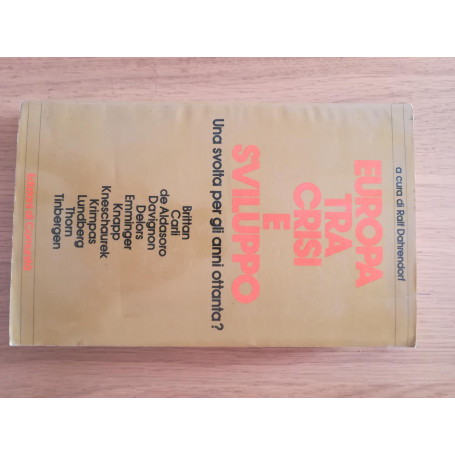 a cura di Ralf Dahrendorf
EUROPA
TRA
CRISI
E
SVILUPPO
Una svolta per gli anni ottanta?
Brittan
Carli
de Aldasoro
Davignon
Delors
Emminger
Knapp
Kneschaurek
Krimpas
Lundberg
Thorn
Tinbergen